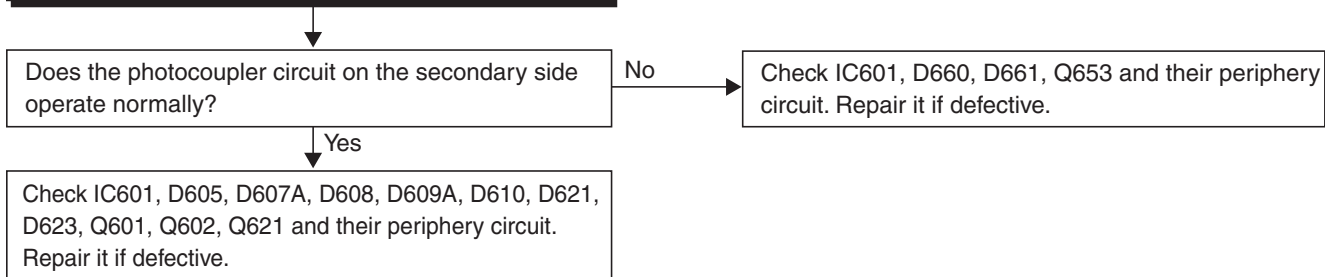 Does the photocoupler circuit on the secondary side
operate normally?
No
Check IC601, D660, D661, Q653 and their periphery
circuit. Repair it if defective.
Yes
Check IC601, D605, D607A, D608, D609A, D610, D621,
D623, Q601, Q602, Q621 and their periphery circuit.
Repair it if defective.